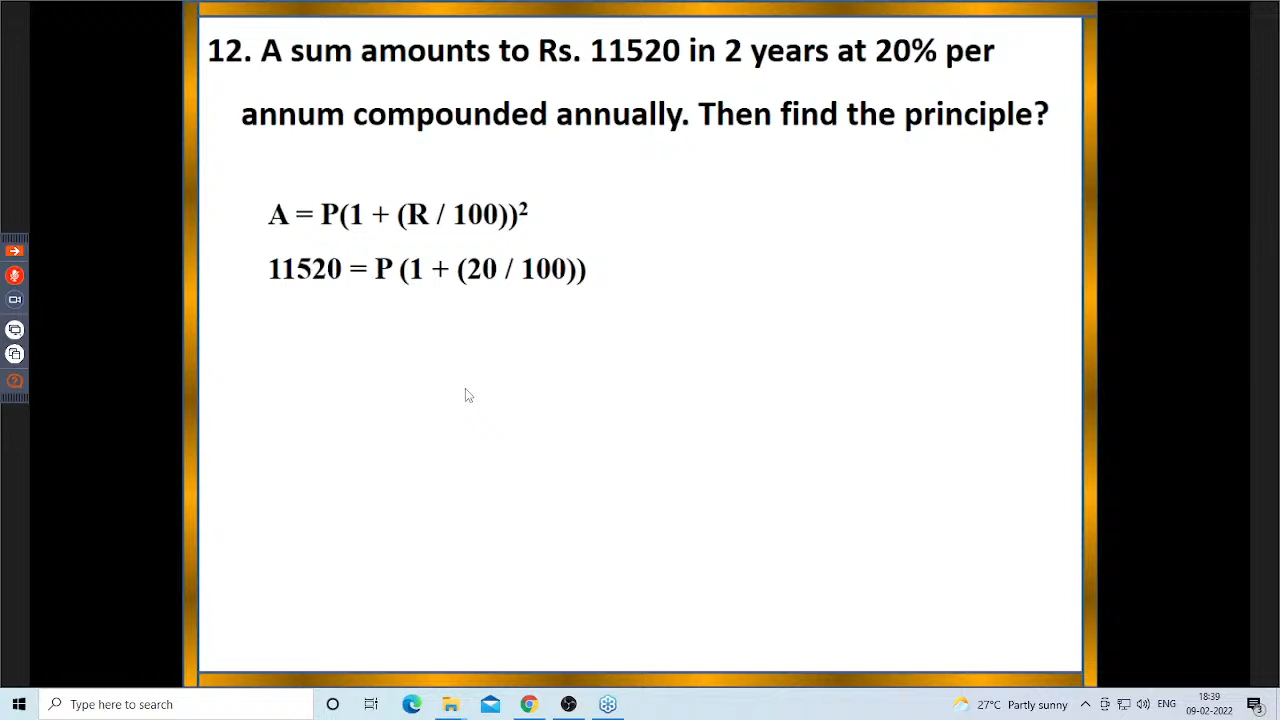 12. A sum amounts to Rs. 11520 in 2 years at 20% per
annum compounded annually. Then find the principle?
A = P(1 + (R / 100))²
11520 = P (1 + (20 / 100))
Type here to search
27°C Partly sunny
ENG
18:39
09-02-2022
3